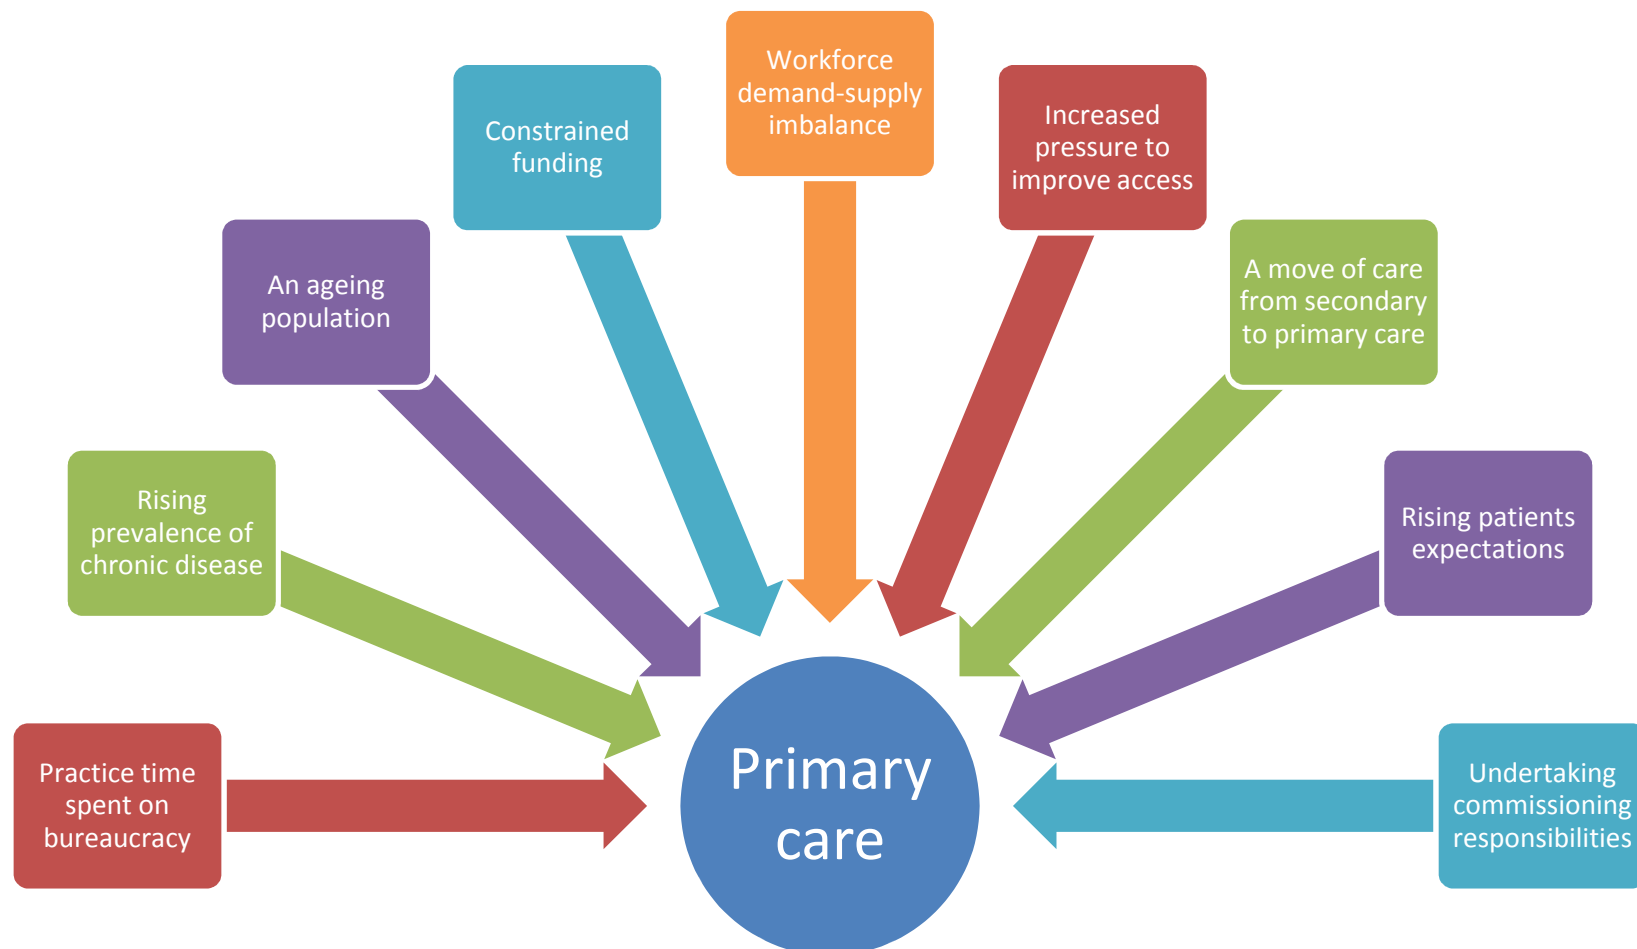 Workforce
demand-supply
imbalance
Constrained
funding
Increased
pressure to
improve access
An ageing
population
A move of care
from secondary
to primary care
Rising
prevalence of
chronic disease
Rising patients
expectations
Practice time
spent on
bureaucracy
Primary
care
Undertaking
commissioning
responsibilities